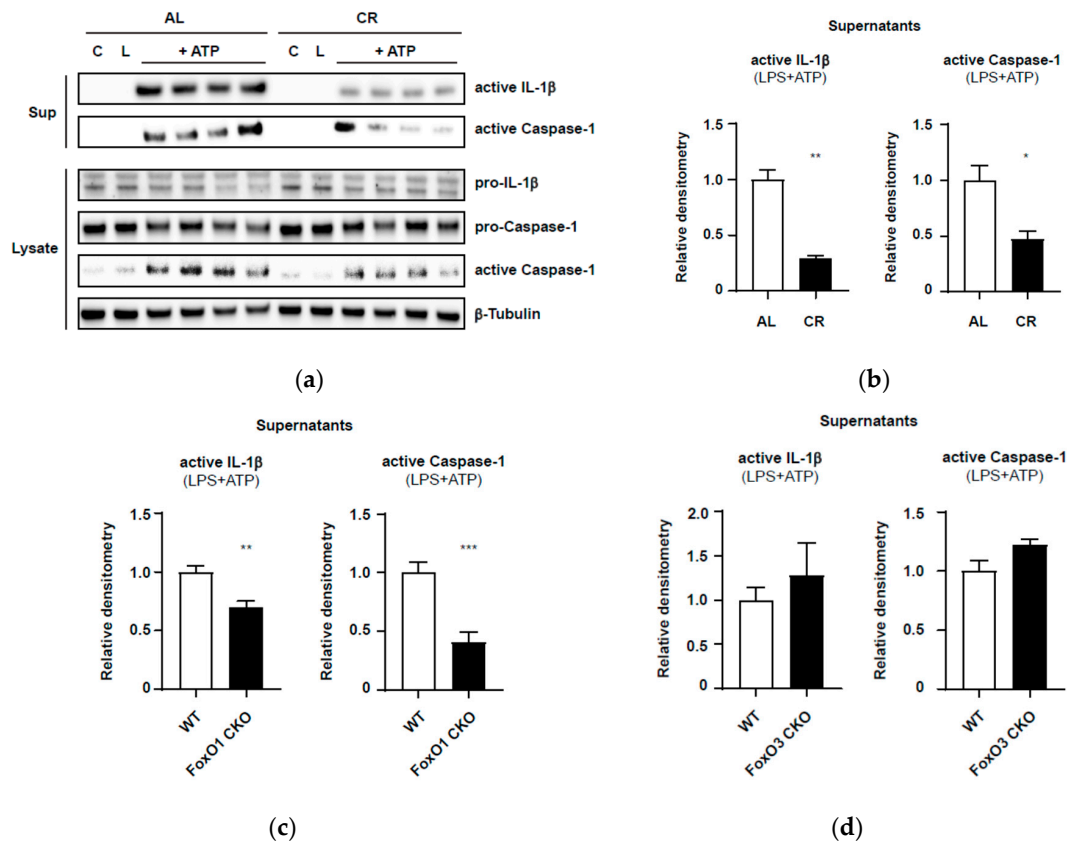 AL CR
C L + ATP C L + ATP
Sup
active IL-1β
active Caspase-1
Lysate
pro-IL-1β
pro-Caspase-1
active Caspase-1
β-Tubulin
(a)
Supernatants
active IL-1β
(LPS+ATP)
Relative densitometry
1.5
1.0
0.5
0
**
AL CR
active Caspase-1
(LPS+ATP)
Relative densitometry
1.5
1.0
0.5
0
*
AL CR
(b)
Supernatants
active IL-1β
(LPS+ATP)
Relative densitometry
1.5
1.0
0.5
0
**
WT
FoxO1 CKO
active Caspase-1
(LPS+ATP)
Relative densitometry
1.5
1.0
0.5
0
***
WT
FoxO1 CKO
(c)
Supernatants
active IL-1β
(LPS+ATP)
Relative densitometry
2.0
1.5
1.0
0.5
0
WT
FoxO3 CKO
active Caspase-1
(LPS+ATP)
Relative densitometry
1.5
1.0
0.5
0
WT
FoxO3 CKO
(d)